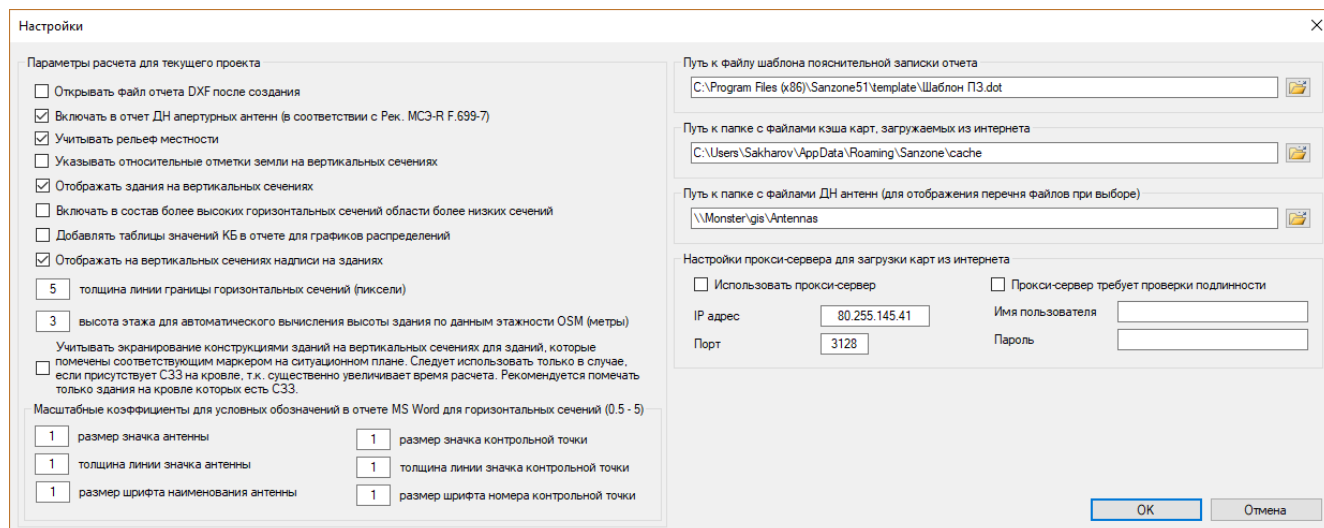 Настройки
Параметры расчета для текущего проекта
Открывать файл отчета DXF после создания
Включать в отчет ДН апертурных антенн (в соответствии с Рек. МСЭ-R F.699-7)
Учитывать рельеф местности
Указывать относительные отметки земли на вертикальных сечениях
Отображать здания на вертикальных сечениях
Включать в состав более высоких горизонтальных сечений области более низких сечений
Добавлять таблицы значений КБ в отчете для графиков распределений
Отображать на вертикальных сечениях надписи на зданиях
5 толщина линии границы горизонтальных сечений (пиксели)
3 высота этажа для автоматического вычисления высоты здания по данным этажности OSM (метры)
Учитывать экранирование конструкциями зданий на вертикальных сечениях для зданий, которые
помечены соответствующим маркером на ситуационном плане. Следует использовать только в случае,
если присутствует СЗЗ на кровле, т.к. существенно увеличивает время расчета. Рекомендуется помечать
только здания на кровле которых есть СЗЗ.
Масштабные коэффициенты для условных обозначений в отчете MS Word для горизонтальных сечений (0.5 - 5)
1 размер значка антенны
1 толщина линии значка антенны
1 размер шрифта наименования антенны
1 размер значка контрольной точки
1 толщина линии значка контрольной точки
1 размер шрифта номера контрольной точки
Путь к файлу шаблона пояснительной записки отчета
C:\Program Files (x86)\Sanzone51\template\Шаблон ПЗ.dot
Путь к папке с файлами кэша карт, загружаемых из интернета
C:\Users\Sakharov\AppData\Roaming\Sanzone\cache
Путь к папке с файлами ДН антенн (для отображения перечня файлов при выборе)
\\Monster\gis\Antennas
Настройки прокси-сервера для загрузки карт из интернета
Использовать прокси-сервер
IP адрес 80.255.145.41
Порт 3128
Прокси-сервер требует проверки подлинности
Имя пользователя
Пароль
OK
Отмена